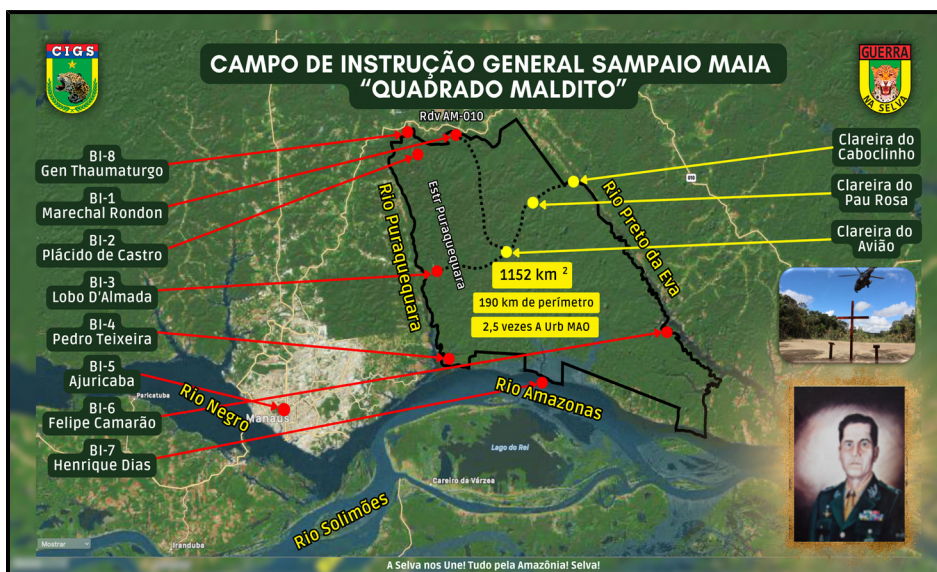 CIGS
CAMPO DE INSTRUÇÃO GENERAL SAMPAIO MAIA
“QUADRADO MALDITO”
GUERRA
NA SELVA
Rdv AM-010
BI-8
Gen Thaumaturgo
BI-1
Marechal Rondon
BI-2
Plácido de Castro
BI-3
Lobo D'Almada
BI-4
Pedro Teixeira
BI-5
Ajuricaba
BI-6
Felipe Camarão
BI-7
Henrique Dias
Rio Puraquequara
Estr Puraquequara
Rio Preto da Eva
010
Clareira do
Caboclinho
Clareira do
Pau Rosa
Clareira do
Avião
1152 km ²
190 km de perímetro
2,5 vezes A Urb MAO
Paricatuba
Rio Negro
Manaus
Rio Amazonas
Lago do Rei
Careiro da Várzea
Rio Solimões
Iranduba
Mostrar
A Selva nos Une! Tudo pela Amazônia! Selva!